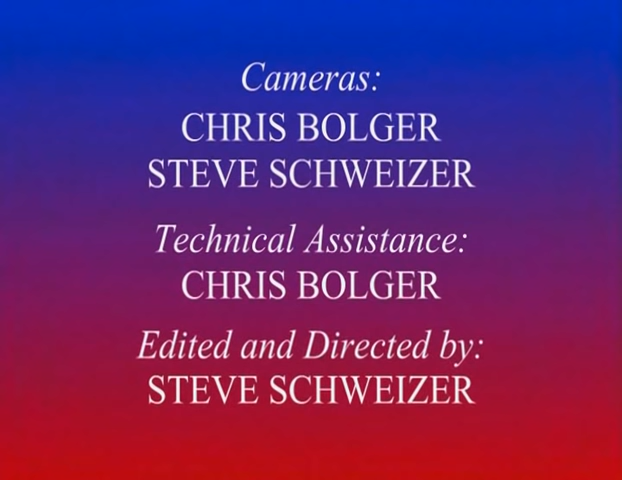 Cameras:
CHRIS BOLGER
STEVE SCHWEIZER
Technical Assistance:
CHRIS BOLGER
Edited and Directed by:
STEVE SCHWEIZER